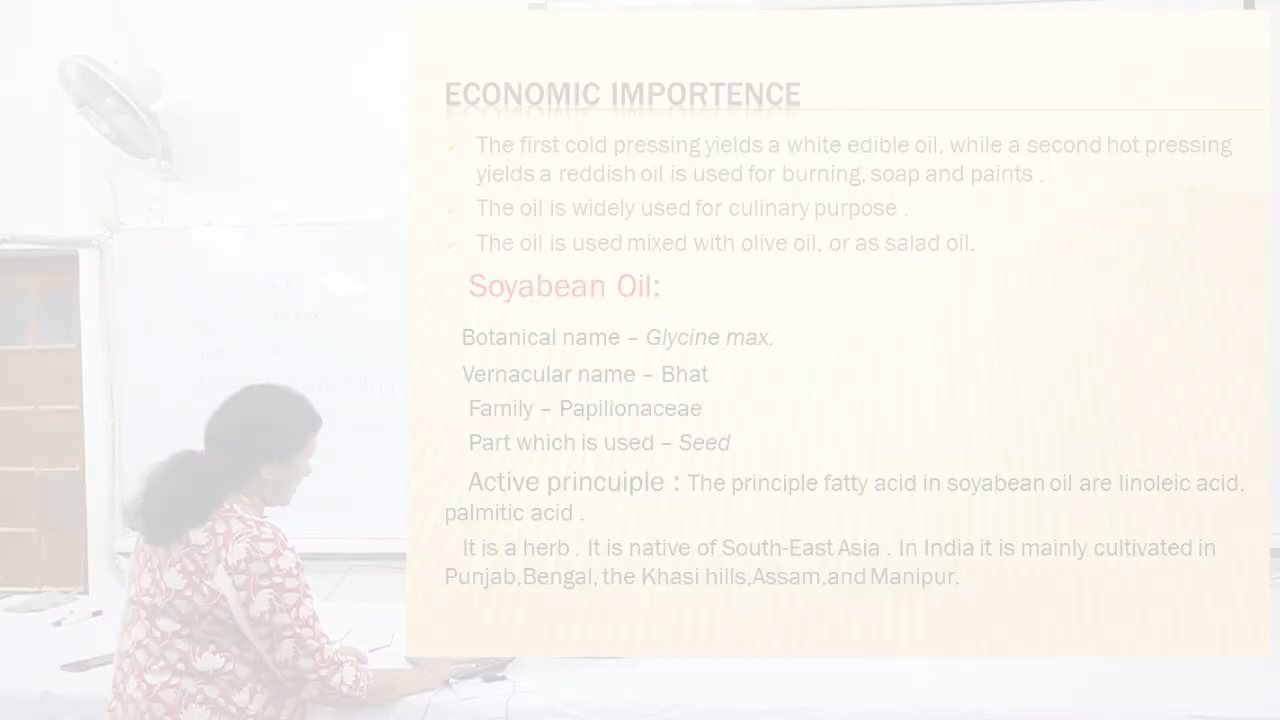 ECONOMIC IMPORTENCE
The first cold pressing yields a white edible oil, while a second hot pressing
yields a reddish oil is used for burning, soap and paints .
The oil is widely used for culinary purpose .
The oil is used mixed with olive oil, or as salad oil.
Soyabean Oil:
Botanical name – Glycine max.
Vernacular name – Bhat
Family – Papilionaceae
Part which is used – Seed
Active princuiple : The principle fatty acid in soyabean oil are linoleic acid,
palmitic acid .
It is a herb . It is native of South-East Asia . In India it is mainly cultivated in
Punjab,Bengal, the Khasi hills,Assam,and Manipur.